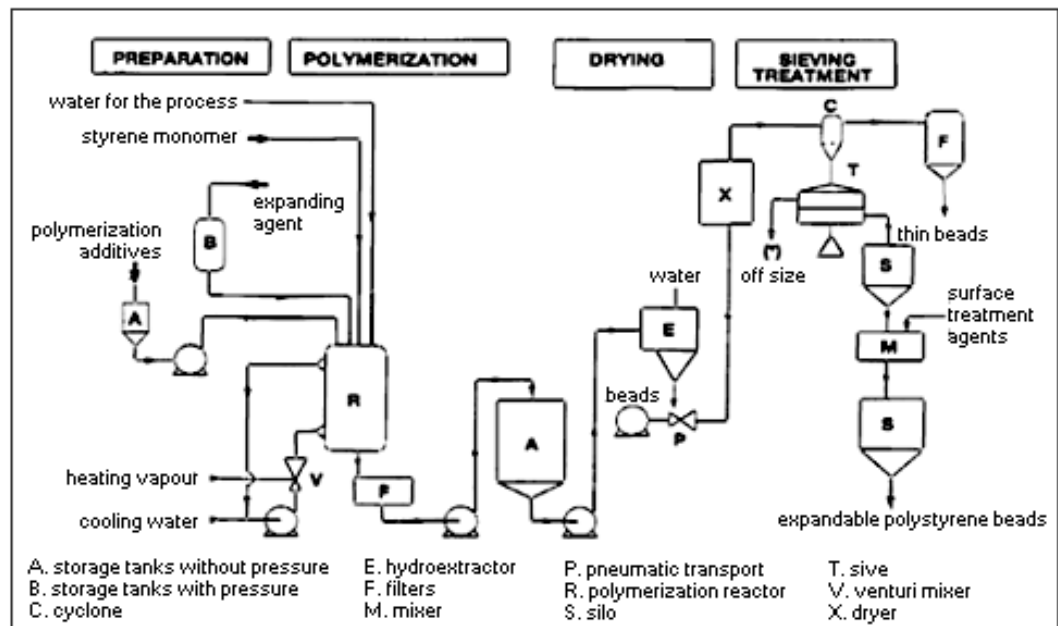 PREPARATION
POLYMERIZATION
DRYING
SIEVING
TREATMENT
water for the process
styrene monomer
expanding
agent
polymerization
additives
B
A
R
heating vapour
V
cooling water
F
A
water
E
beads
P
X
C
T
F
off size
thin beads
S
surface
treatment
agents
M
S
expandable polystyrene beads
A. storage tanks without pressure
B. storage tanks with pressure
C. cyclone
E. hydroextractor
F. filters
M. mixer
P. pneumatic transport
R. polymerization reactor
S. silo
T. sive
V. venturi mixer
X. dryer